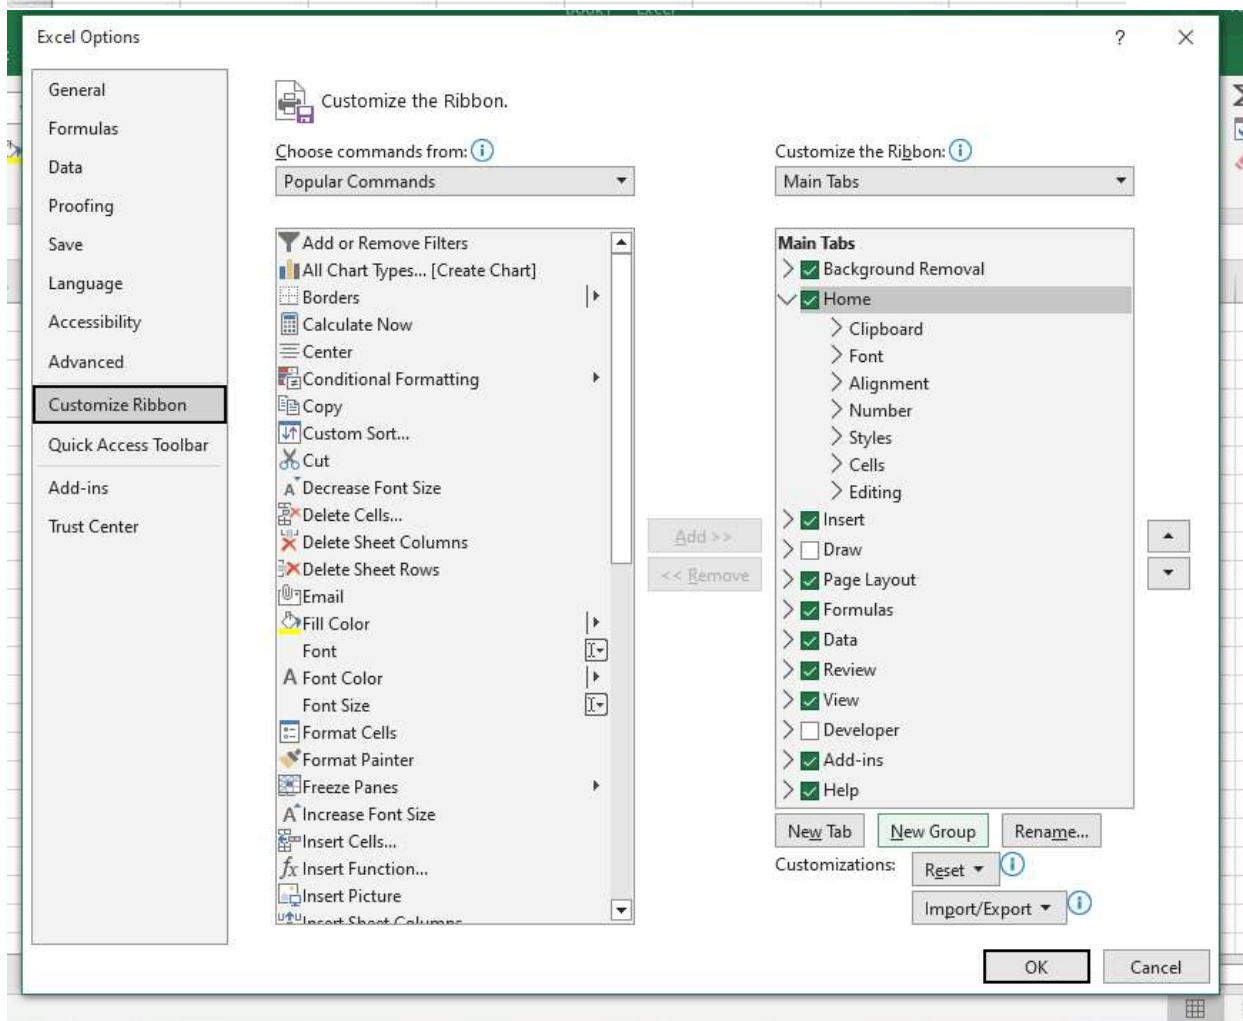 Excel Options
?
General
Formulas
Data
Proofing
Save
Language
Accessibility
Advanced
Customize Ribbon
Quick Access Toolbar
Add-ins
Trust Center
Customize the Ribbon.
Choose commands from:
Popular Commands
Add or Remove Filters
All Chart Types... [Create Chart]
Borders
Calculate Now
Center
Conditional Formatting
Copy
Custom Sort...
Cut
Decrease Font Size
Delete Cells...
Delete Sheet Columns
Delete Sheet Rows
Email
Fill Color
Font
Font Color
Font Size
Format Cells
Format Painter
Freeze Panes
Increase Font Size
Insert Cells...
Insert Function...
Insert Picture
Insert Sheet Columns
Add >>
<< Remove
Customize the Ribbon:
Main Tabs
Main Tabs
Background Removal
Home
Clipboard
Font
Alignment
Number
Styles
Cells
Editing
Insert
Draw
Page Layout
Formulas
Data
Review
View
Developer
Add-ins
Help
New Tab
New Group
Rename...
Customizations:
Reset
Import/Export
OK
Cancel